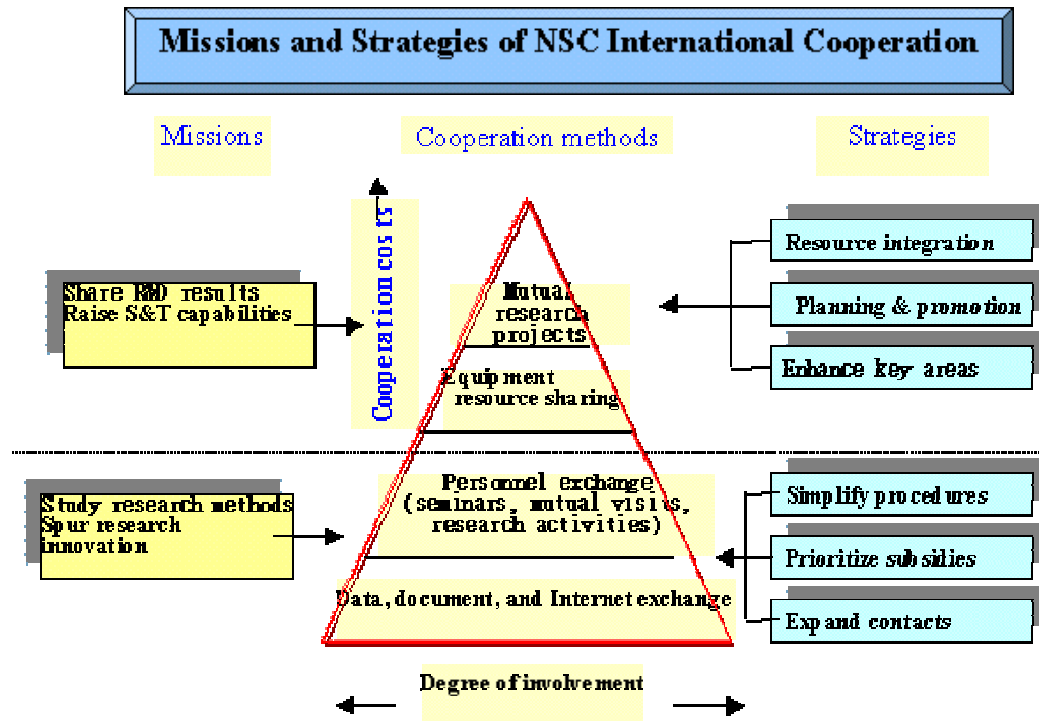 Missions and Strategies of NSC International Cooperation
Missions
Cooperation methods
Strategies
Cooperation costs
Share R&D results
Raise S&T capabilities
Mutual
research
projects
Equipment
resource sharing
Resource integration
Planning & promotion
Enhance key areas
Study research methods
Spur research
innovation
Personnel exchange
(seminars, mutual visits,
research activities)
Data, document, and Internet exchange
Simplify procedures
Prioritize subsidies
Expand contacts
Degree of involvement